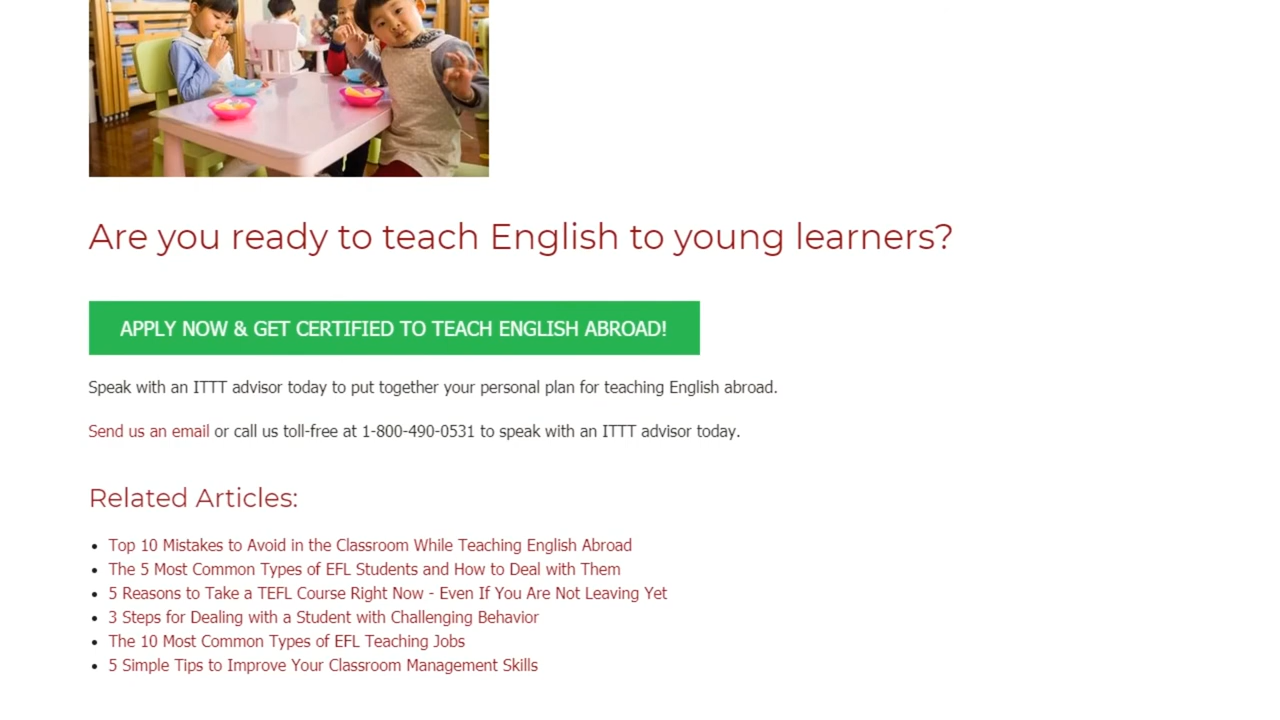 Are you ready to teach English to young learners?
APPLY NOW & GET CERTIFIED TO TEACH ENGLISH ABROAD!
Speak with an ITTT advisor today to put together your personal plan for teaching English abroad.
Send us an email or call us toll-free at 1-800-490-0531 to speak with an ITTT advisor today.
Related Articles:
• Top 10 Mistakes to Avoid in the Classroom While Teaching English Abroad
• The 5 Most Common Types of EFL Students and How to Deal with Them
• 5 Reasons to Take a TEFL Course Right Now - Even If You Are Not Leaving Yet
• 3 Steps for Dealing with a Student with Challenging Behavior
• The 10 Most Common Types of EFL Teaching Jobs
• 5 Simple Tips to Improve Your Classroom Management Skills